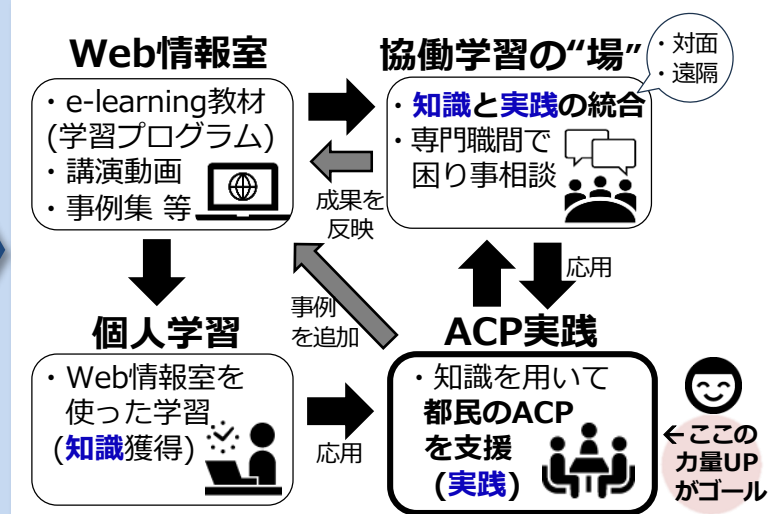 Web情報室
・e-learning教材
(学習プログラム)
・講演動画
・事例集 等
協働学習の“場”
・対面
・遠隔
・知識と実践の統合
・専門職間で
困り事相談
成果を
反映
事例
を追加
応用
個人学習
・Web情報室を
使った学習
(知識獲得)
応用
ACP実践
・知識を用いて
都民のACP
を支援
(実践)
←ここの
力量UP
がゴール